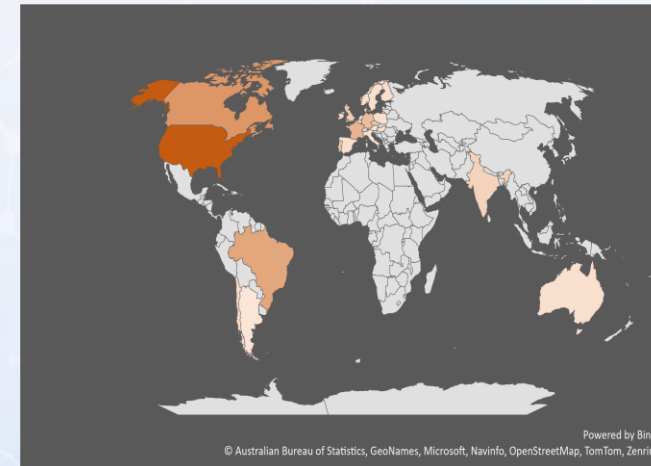 Powered by Bin
© Australian Bureau of Statistics, GeoNames, Microsoft, Navinfo, OpenStreetMap, TomTom, Zenrin